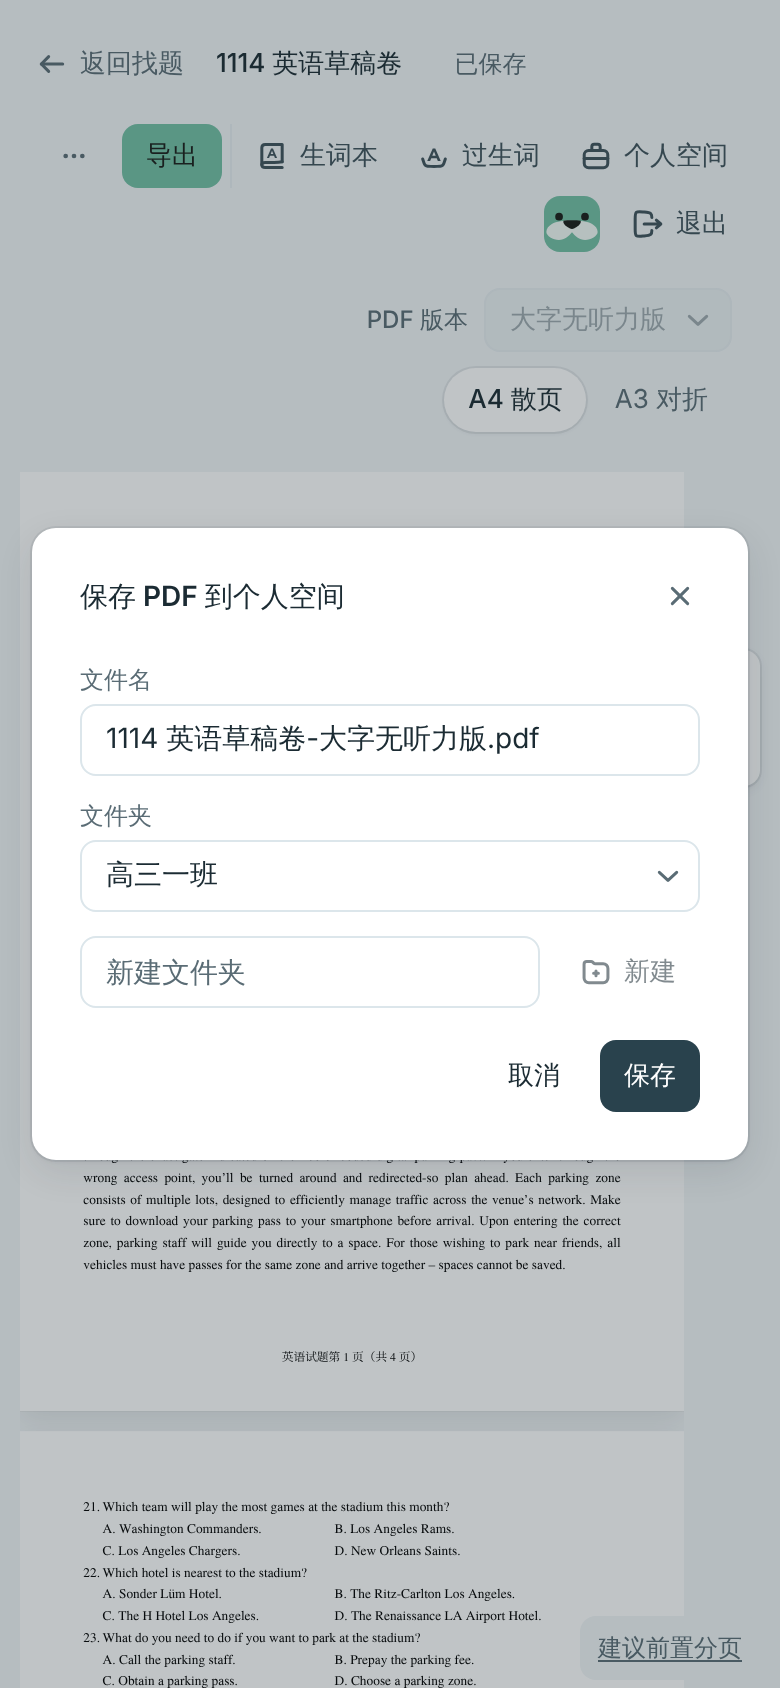 返回找题 1114 英语草稿卷 已保存
··· 导出 生词本 过生词 个人空间
退出
PDF 版本 大字无听力版
A4 散页 A3 对折
保存 PDF 到个人空间
文件名
1114 英语草稿卷-大字无听力版.pdf
文件夹
高三一班
新建文件夹 新建
取消 保存
wrong access point, you’ll be turned around and redirected-so plan ahead. Each parking zone
consists of multiple lots, designed to efficiently manage traffic across the venue’s network. Make
sure to download your parking pass to your smartphone before arrival. Upon entering the correct
zone, parking staff will guide you directly to a space. For those wishing to park near friends, all
vehicles must have passes for the same zone and arrive together – spaces cannot be saved.
英语试题第 1 页（共 4 页）
21. Which team will play the most games at the stadium this month?
A. Washington Commanders. B. Los Angeles Rams.
C. Los Angeles Chargers. D. New Orleans Saints.
22. Which hotel is nearest to the stadium?
A. Sonder Lüm Hotel. B. The Ritz-Carlton Los Angeles.
C. The H Hotel Los Angeles. D. The Renaissance LA Airport Hotel.
23. What do you need to do if you want to park at the stadium?
A. Call the parking staff. B. Prepay the parking fee.
C. Obtain a parking pass. D. Choose a parking zone.
建议前置分页